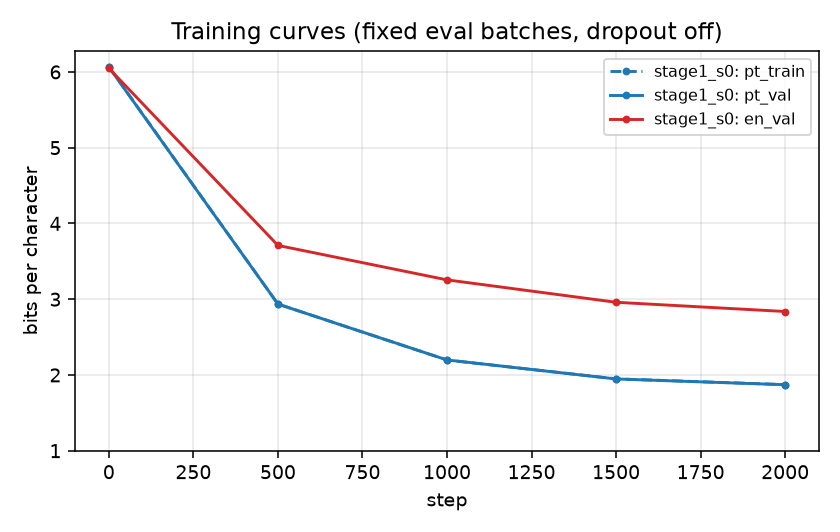 Training curves (fixed eval batches, dropout off)
stage1_s0: pt_train
stage1_s0: pt_val
stage1_s0: en_val
bits per character
6
5
4
3
2
1
0 250 500 750 1000 1250 1500 1750 2000
step